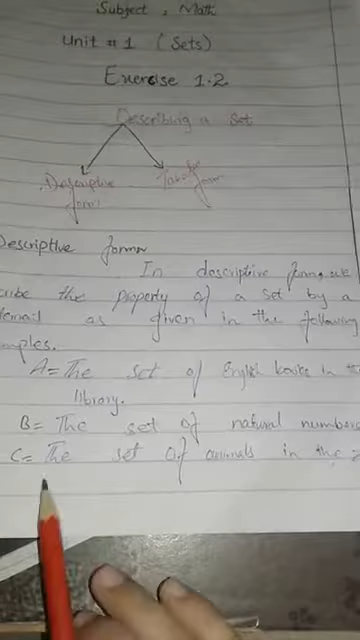 Subject, Math
Unit # 1 (Sets)
Exercise 1.2
Describing a Set
Descriptive form
Tabular form
Descriptive form
In descriptive form, we
cribe the property of a set by a
as given in the following
mples.
A = The set of English books in the
library.
B = The set of natural numbers
C = The set of animals in the z